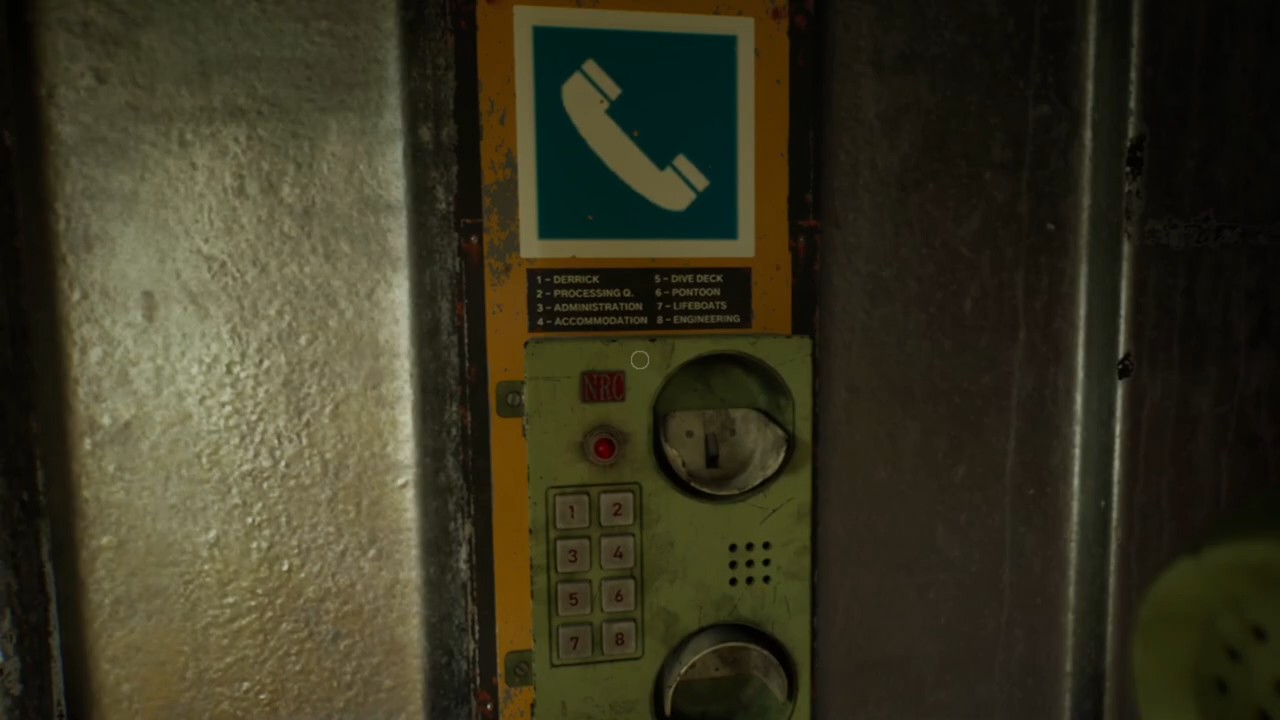 1 - DERRICK
2 - PROCESSING Q.
3 - ADMINISTRATION
4 - ACCOMMODATION
5 - DIVE DECK
6 - PONTOON
7 - LIFEBOATS
8 - ENGINEERING
NRC
1 2
3 4
5 6
7 8